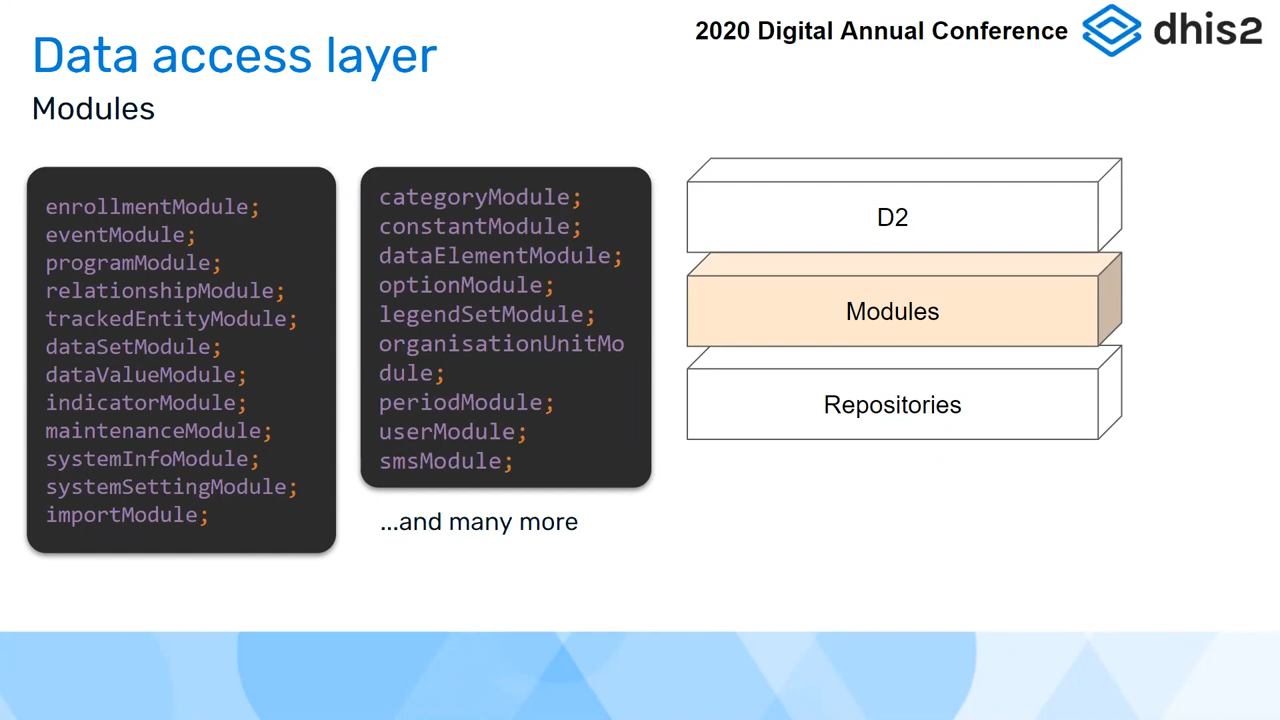 2020 Digital Annual Conference
dhis2
Data access layer
Modules
enrollmentModule;
eventModule;
programModule;
relationshipModule;
trackedEntityModule;
dataSetModule;
dataValueModule;
indicatorModule;
maintenanceModule;
systemInfoModule;
systemSettingModule;
importModule;
categoryModule;
constantModule;
dataElementModule;
optionModule;
legendSetModule;
organisationUnitMo
dule;
periodModule;
userModule;
smsModule;
...and many more
D2
Modules
Repositories